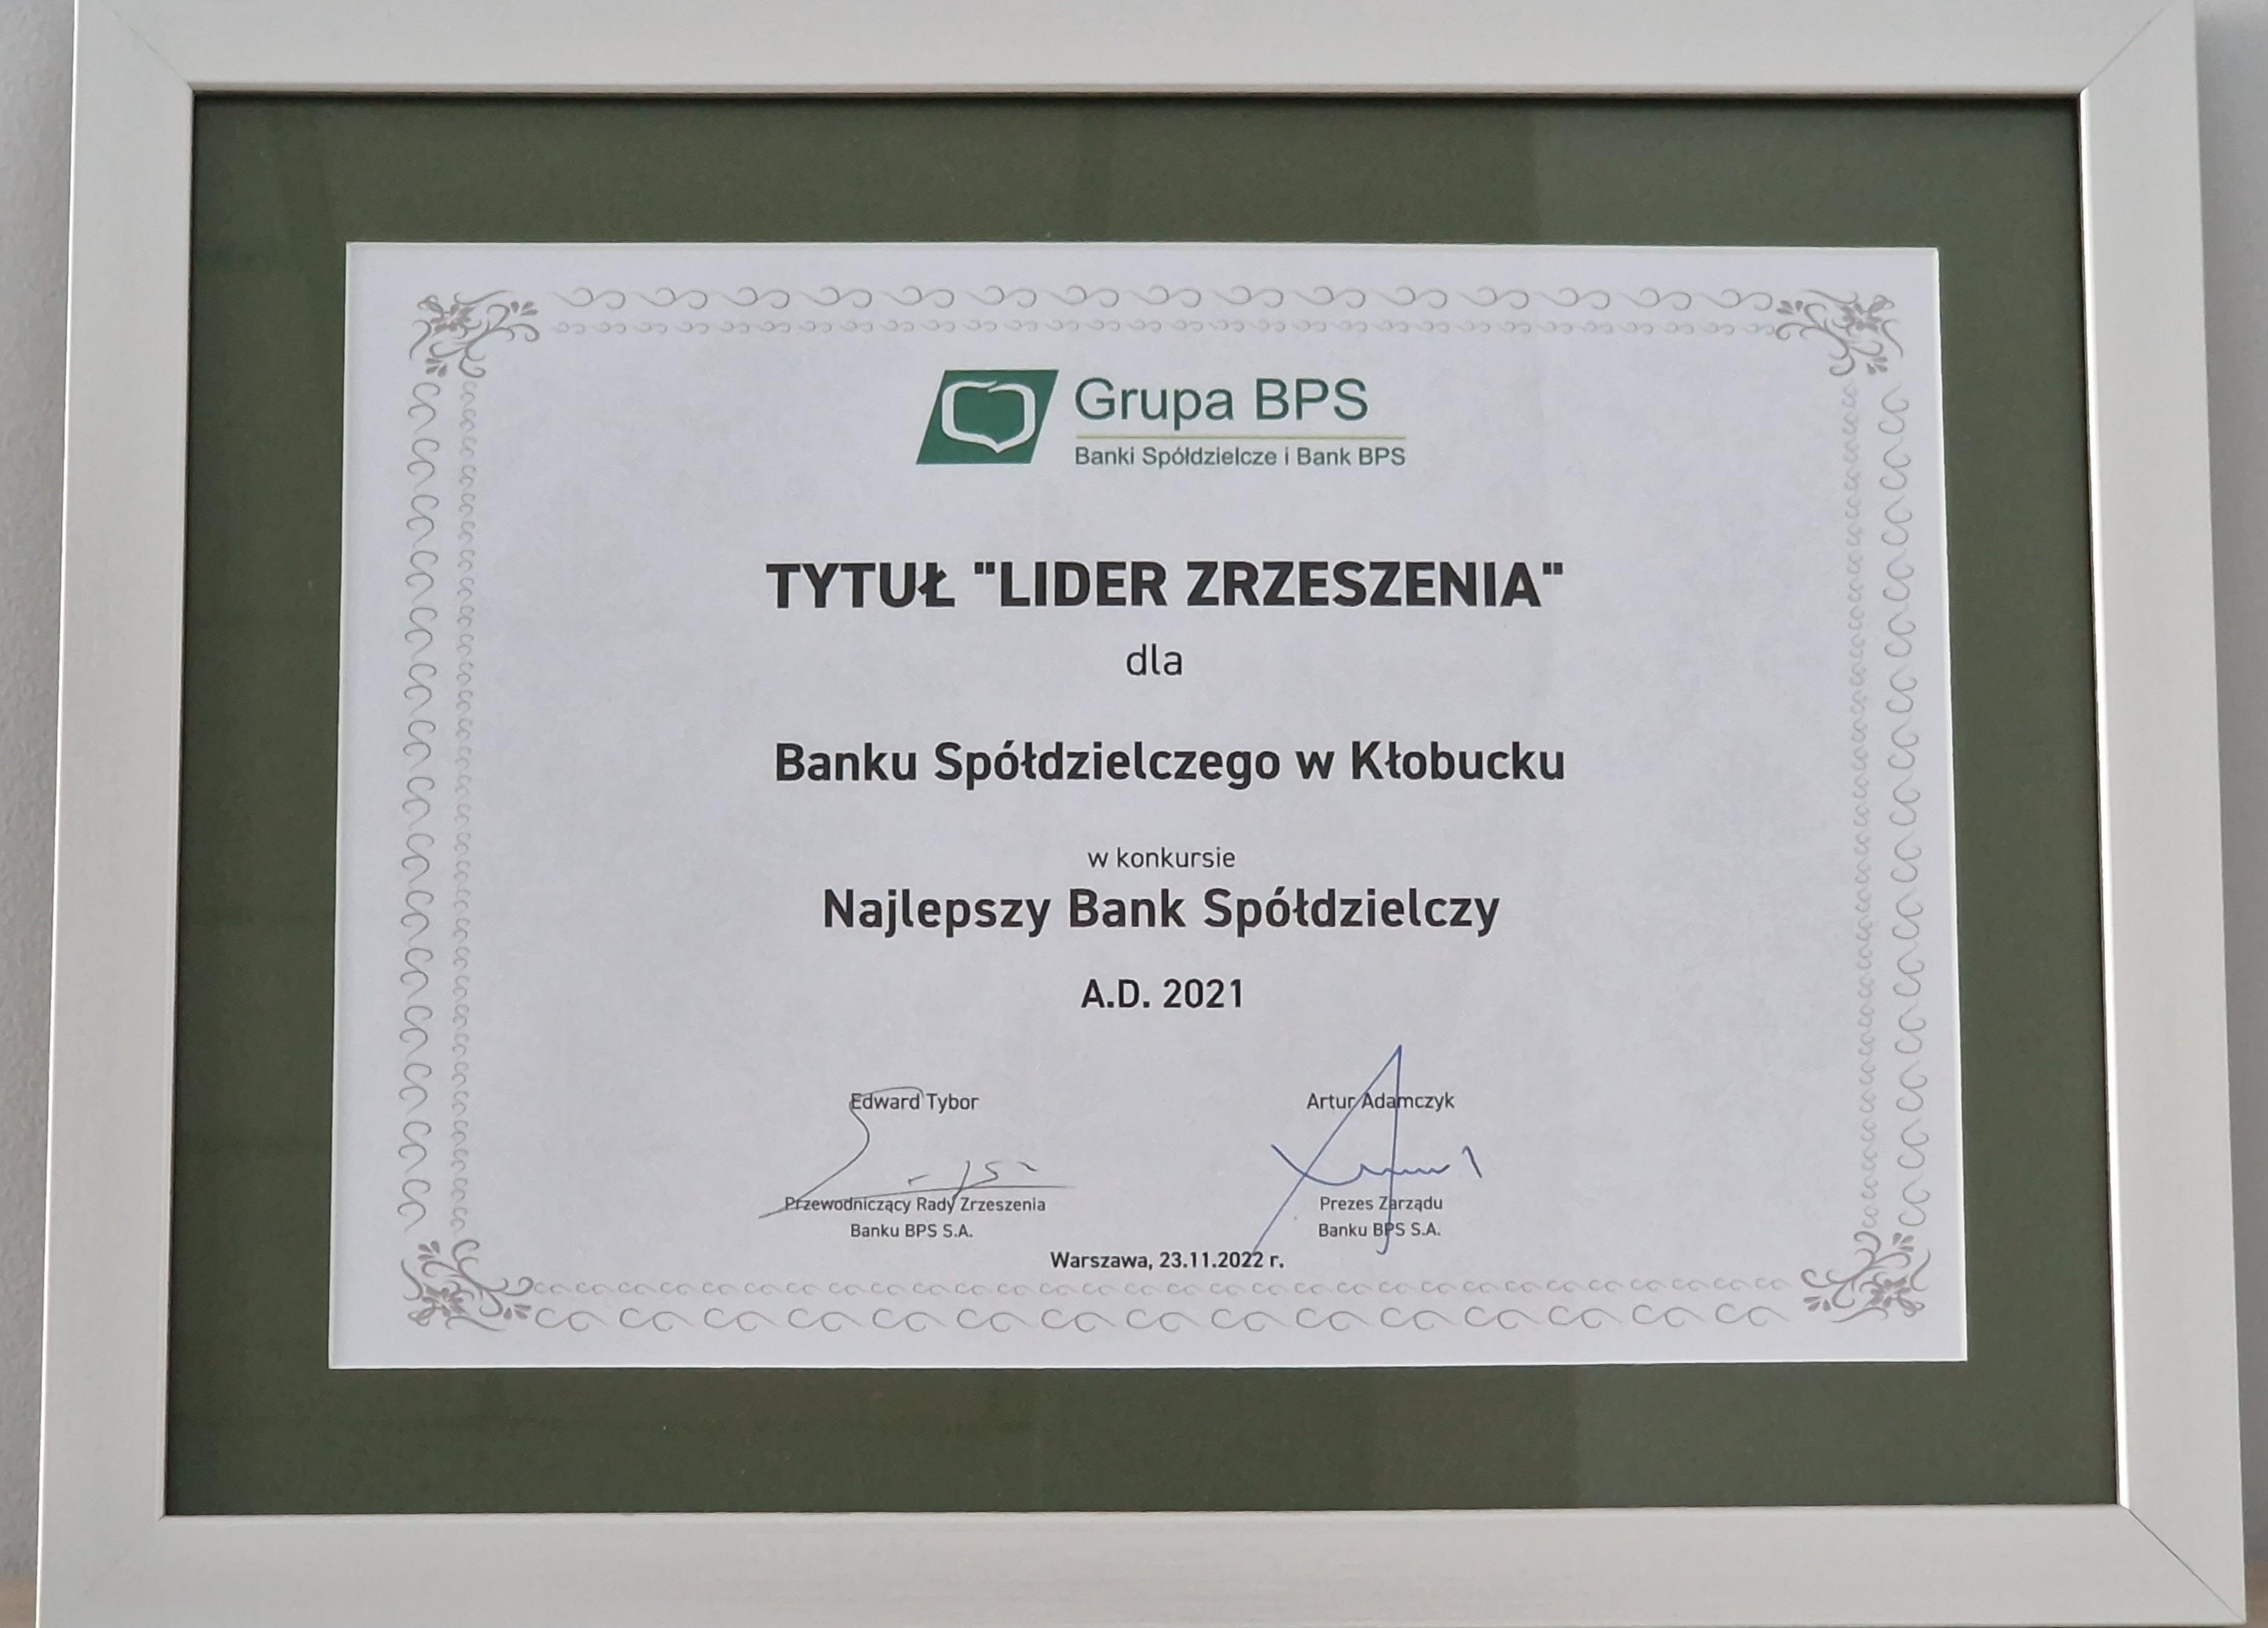 Grupa BPS
Banki Spółdzielcze i Bank BPS
TYTUŁ "LIDER ZRZESZENIA"
dla
Banku Spółdzielczego w Kłobucku
w konkursie
Najlepszy Bank Spółdzielczy
A.D. 2021
Edward Tybor
Przewodniczący Rady Zrzeszenia
Banku BPS S.A.
Artur Adamczyk
Prezes Zarządu
Banku BPS S.A.
Warszawa, 23.11.2022 r.